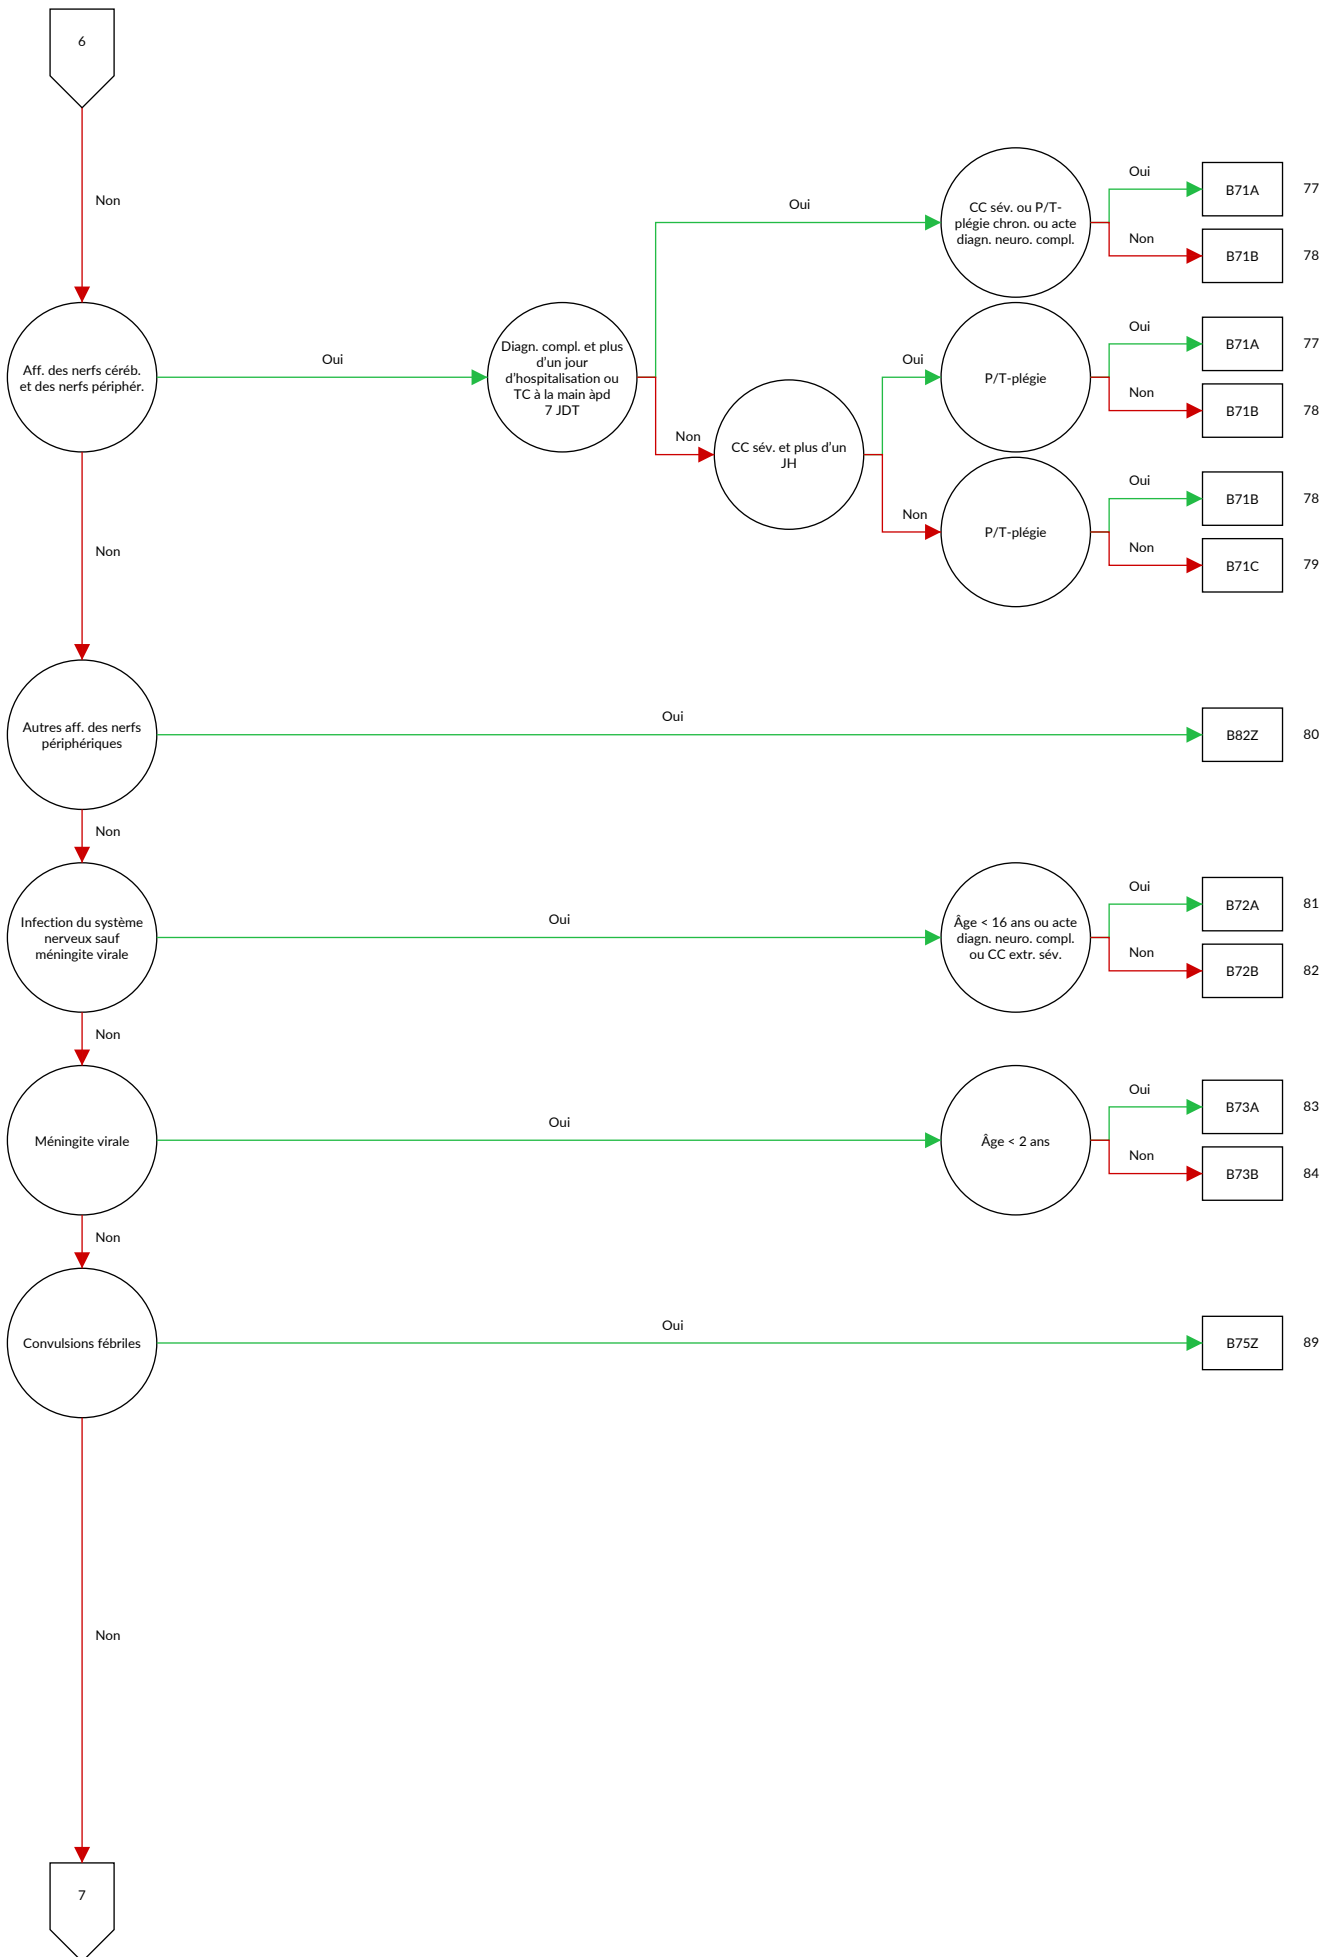 6
Non
Oui
CC sév. ou P/T-
plégie chron. ou acte
diagn. neuro. compl.
Oui
B71A
77
Non
B71B
78
Aff. des nerfs céréb.
et des nerfs périphér.
Oui
Diagn. compl. et plus
d'un jour
d'hospitalisation ou
TC à la main àpd
7 JDT
Oui
P/T-plégie
Oui
B71A
77
Non
B71B
78
Non
CC sév. et plus d'un
JH
Non
P/T-plégie
Oui
B71B
78
Non
B71C
79
Non
Autres aff. des nerfs
périphériques
Oui
B82Z
80
Non
Infection du système
nerveux sauf
méningite virale
Oui
Âge < 16 ans ou acte
diagn. neuro. compl.
ou CC extr. sév.
Oui
B72A
81
Non
B72B
82
Non
Méningite virale
Oui
Âge < 2 ans
Oui
B73A
83
Non
B73B
84
Non
Convulsions fébriles
Oui
B75Z
89
Non
7